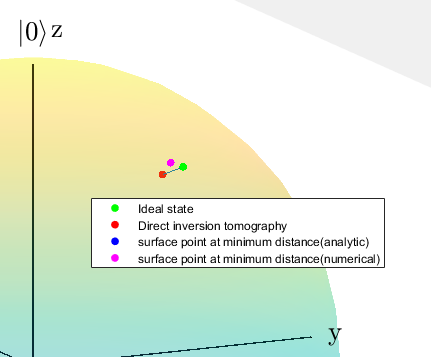 |0⟩ z
Ideal state
Direct inversion tomography
surface point at minimum distance(analytic)
surface point at minimum distance(numerical)
y